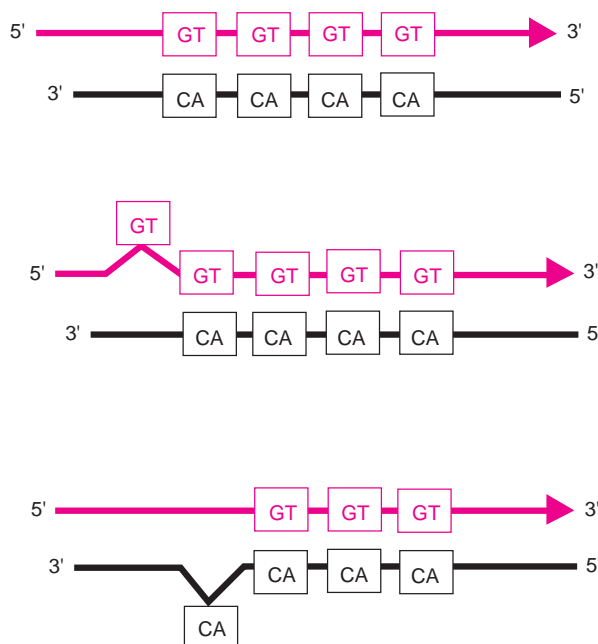 5' GT GT GT GT 3'
3' CA CA CA CA 5'
GT
5' GT GT GT GT 3'
3' CA CA CA CA 5
5' GT GT GT 3'
3' CA CA CA 5
CA